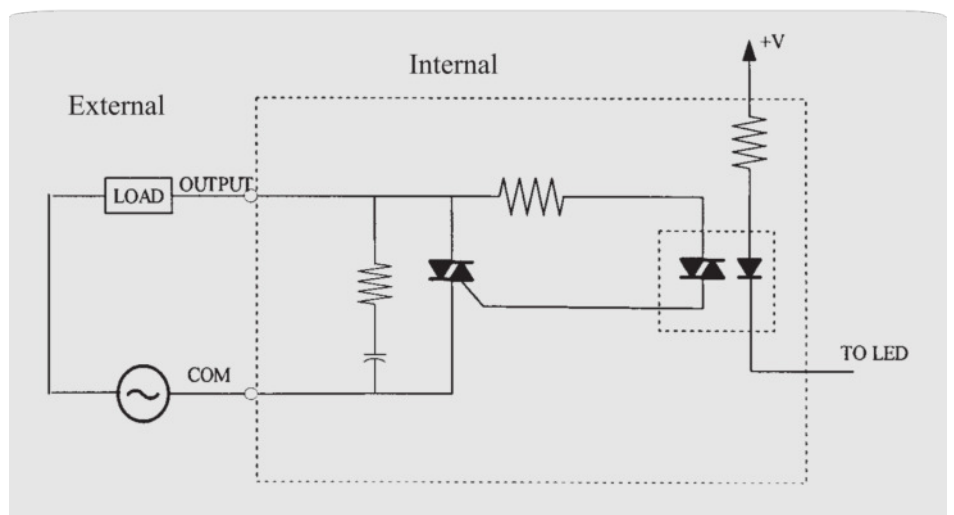 +V
Internal
External
LOAD
OUTPUT
COM
TO LED